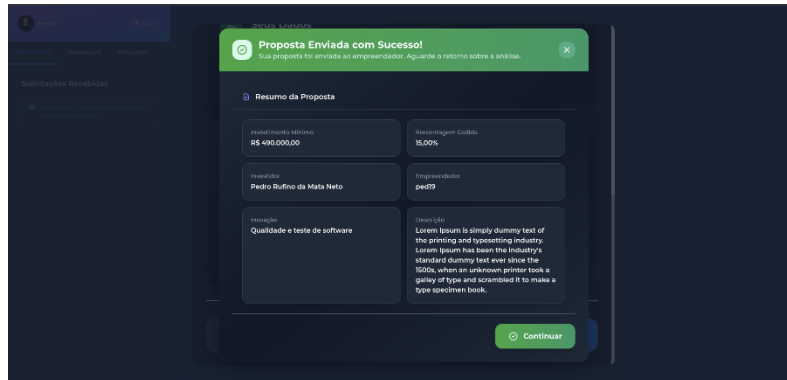 Seus Dados
Proposta Enviada com Sucesso!
Sua proposta foi enviada ao empreendedor. Aguarde o retorno sobre a análise.
Resumo da Proposta
Investimento Mínimo
R$ 490.000,00
Porcentagem Cedida
15,00%
Investidor
Pedro Rufino da Mata Neto
Empreendedor
ped19
Inovação
Qualidade e teste de software
Descrição
Lorem Ipsum is simply dummy text of
the printing and typesetting industry.
Lorem Ipsum has been the industry's
standard dummy text ever since the
1500s, when an unknown printer took a
galley of type and scrambled it to make a
type specimen book.
Continuar
Solicitações Recebidas